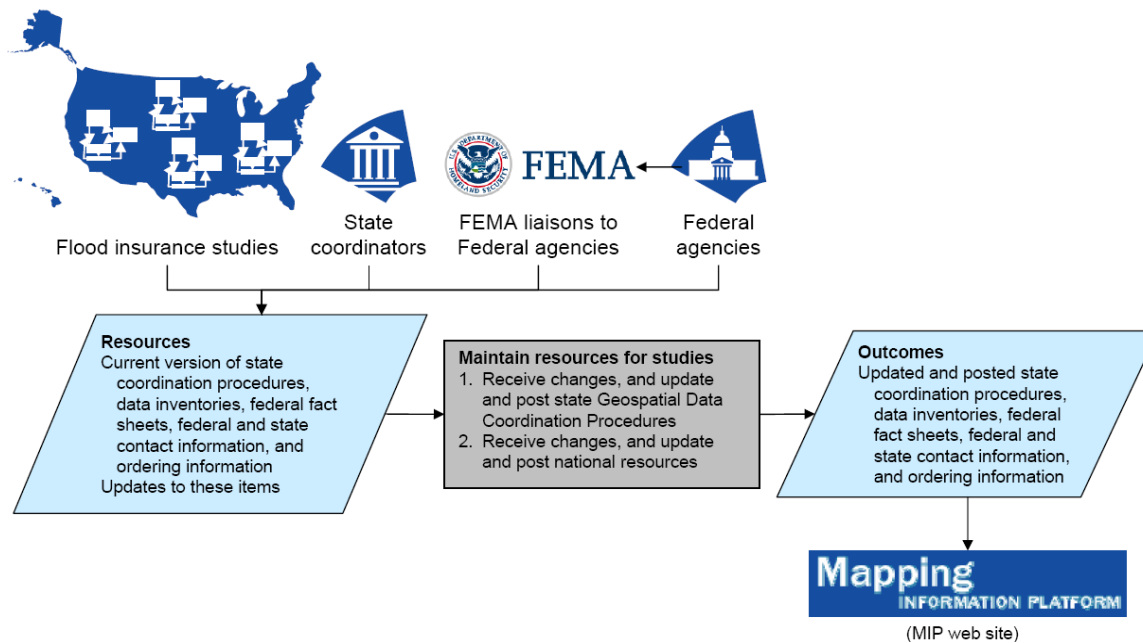 U.S. DEPARTMENT OF
HOMELAND SECURITY
FEMA
Flood insurance studies
State
coordinators
FEMA liaisons to
Federal agencies
Federal
agencies
Resources
Current version of state
coordination procedures,
data inventories, federal fact
sheets, federal and state
contact information, and
ordering information
Updates to these items
Maintain resources for studies
1. Receive changes, and update
and post state Geospatial Data
Coordination Procedures
2. Receive changes, and update
and post national resources
Outcomes
Updated and posted state
coordination procedures,
data inventories, federal
fact sheets, federal and
state contact information,
and ordering information
Mapping
INFORMATION PLATFORM
(MIP web site)